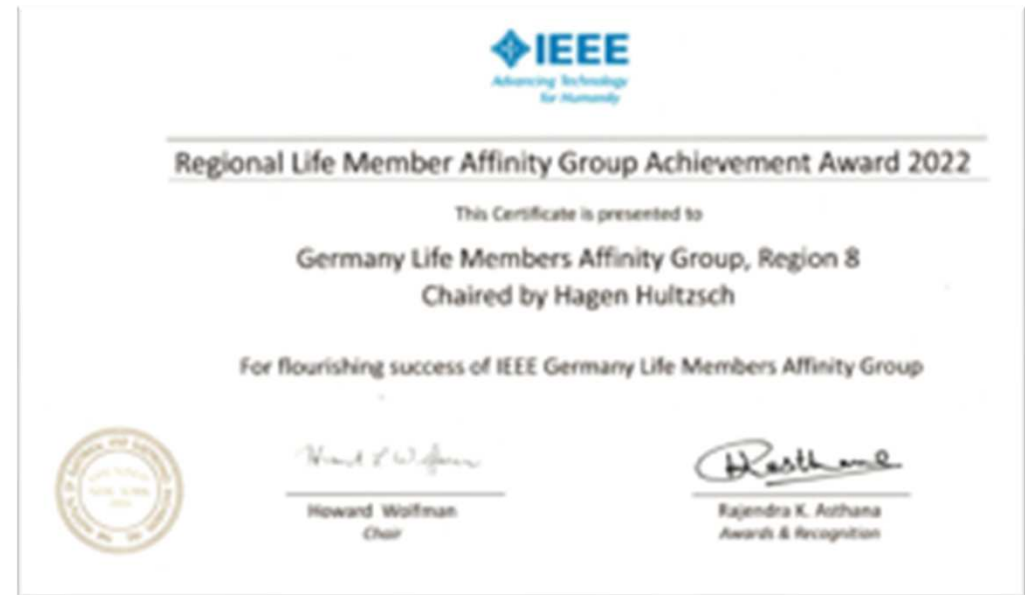 IEEE
Advancing Technology
for Humanity
Regional Life Member Affinity Group Achievement Award 2022
This Certificate is presented to
Germany Life Members Affinity Group, Region 8
Chaired by Hagen Hultzsch
For flourishing success of IEEE Germany Life Members Affinity Group
Howard Wolfman
Chair
Rajendra K. Asthana
Awards & Recognition